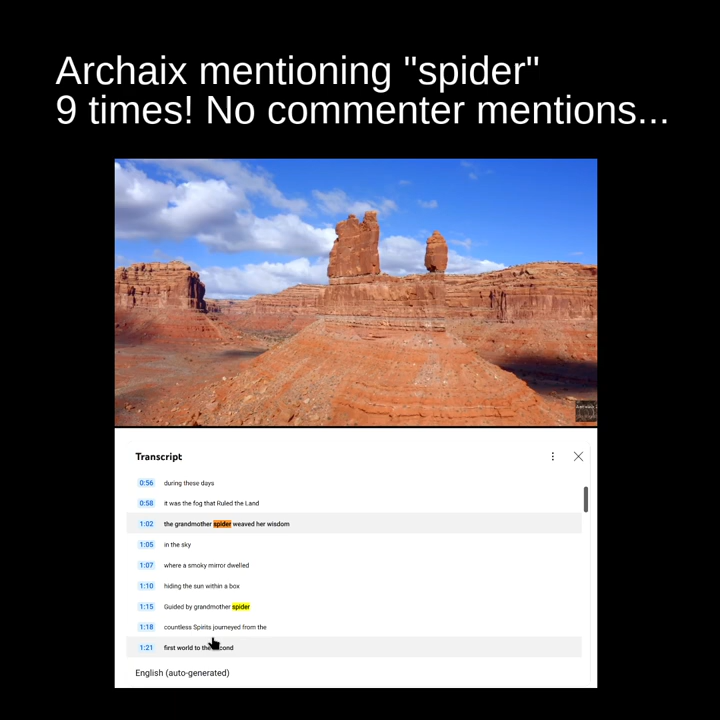 Archaix mentioning "spider"
9 times! No commenter mentions...
Transcript
0:56 during these days
0:58 it was the fog that Ruled the Land
1:02 the grandmother spider weaved her wisdom
1:05 in the sky
1:07 where a smoky mirror dwelled
1:10 hiding the sun within a box
1:15 Guided by grandmother spider
1:18 countless Spirits journeyed from the
1:21 first world to the second
English (auto-generated)